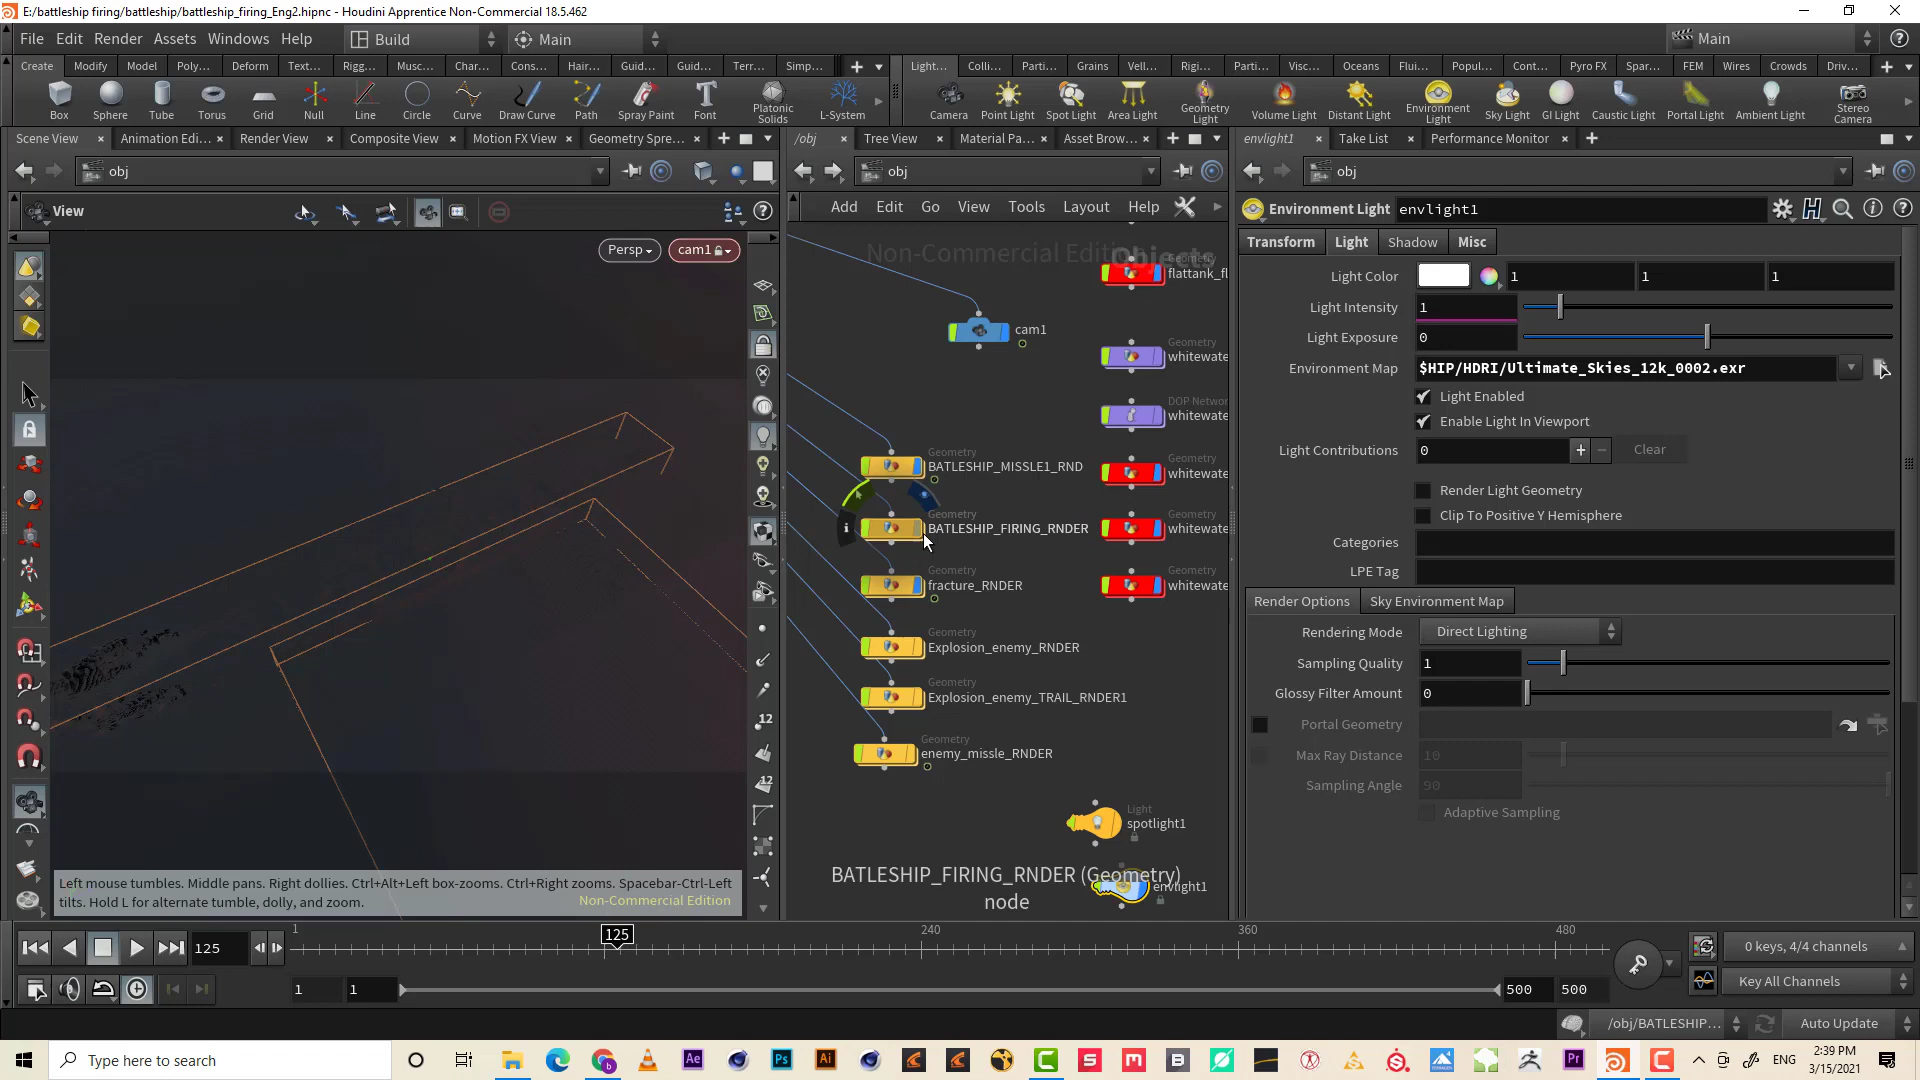 E:/battleship firing/battleship/battleship_firing_Eng2.hipnc - Houdini Apprentice Non-Commercial 18.5.462
File Edit Render Assets Windows Help
Build
Main
Main
Create Modify Model Poly... Deform Text... Rigg... Musc... Char... Cons... Hair... Guid... Guid... Terr... Simp...
Light... Colli... Parti... Grains Vell... Rigi... Parti... Visc... Oceans Flui... Popul... Cont... Pyro FX Spar... FEM Wires Crowds Driv...
Box Sphere Tube Torus Grid Null Line Circle Curve Draw Curve Path Spray Paint Font Platonic Solids L-System
Camera Point Light Spot Light Area Light Geometry Light Volume Light Distant Light Environment Light Sky Light GI Light Caustic Light Portal Light Ambient Light Stereo Camera
Scene View Animation Edi... Render View Composite View Motion FX View Geometry Spre...
/obj Tree View Material Pa... Asset Brow...
envlight1 Take List Performance Monitor
obj
obj
obj
View
Add Edit Go View Tools Layout Help
Environment Light envlight1
Persp
cam1
Non-Commercial Edition
Objects
Transform Light Shadow Misc
Light Color 1 1 1
Light Intensity 1
Light Exposure 0
Environment Map $HIP/HDRI/Ultimate_Skies_12k_0002.exr
Light Enabled
Enable Light In Viewport
Light Contributions 0 Clear
Render Light Geometry
Clip To Positive Y Hemisphere
Categories
LPE Tag
Render Options Sky Environment Map
Rendering Mode Direct Lighting
Sampling Quality 1
Glossy Filter Amount 0
Portal Geometry
Max Ray Distance 10
Sampling Angle 90
Adaptive Sampling
Geometry
flattank_fl
cam1
Geometry
whitewate
DOP Networ
whitewate
Geometry
BATLESHIP_MISSLE1_RND
Geometry
whitewate
Geometry
BATLESHIP_FIRING_RNDER
Geometry
whitewate
Geometry
fracture_RNDER
Geometry
whitewate
Geometry
Explosion_enemy_RNDER
Geometry
Explosion_enemy_TRAIL_RNDER1
Geometry
enemy_missle_RNDER
Light
spotlight1
envlight1
BATLESHIP_FIRING_RNDER (Geometry)
node
12
12
Left mouse tumbles. Middle pans. Right dollies. Ctrl+Alt+Left box-zooms. Ctrl+Right zooms. Spacebar-Ctrl-Left
tilts. Hold L for alternate tumble, dolly, and zoom.
Non-Commercial Edition
125
1 125 240 360 480
0 keys, 4/4 channels
1 1 500 500
Key All Channels
/obj/BATLESHIP... Auto Update
Type here to search
ENG
2:39 PM
3/15/2021